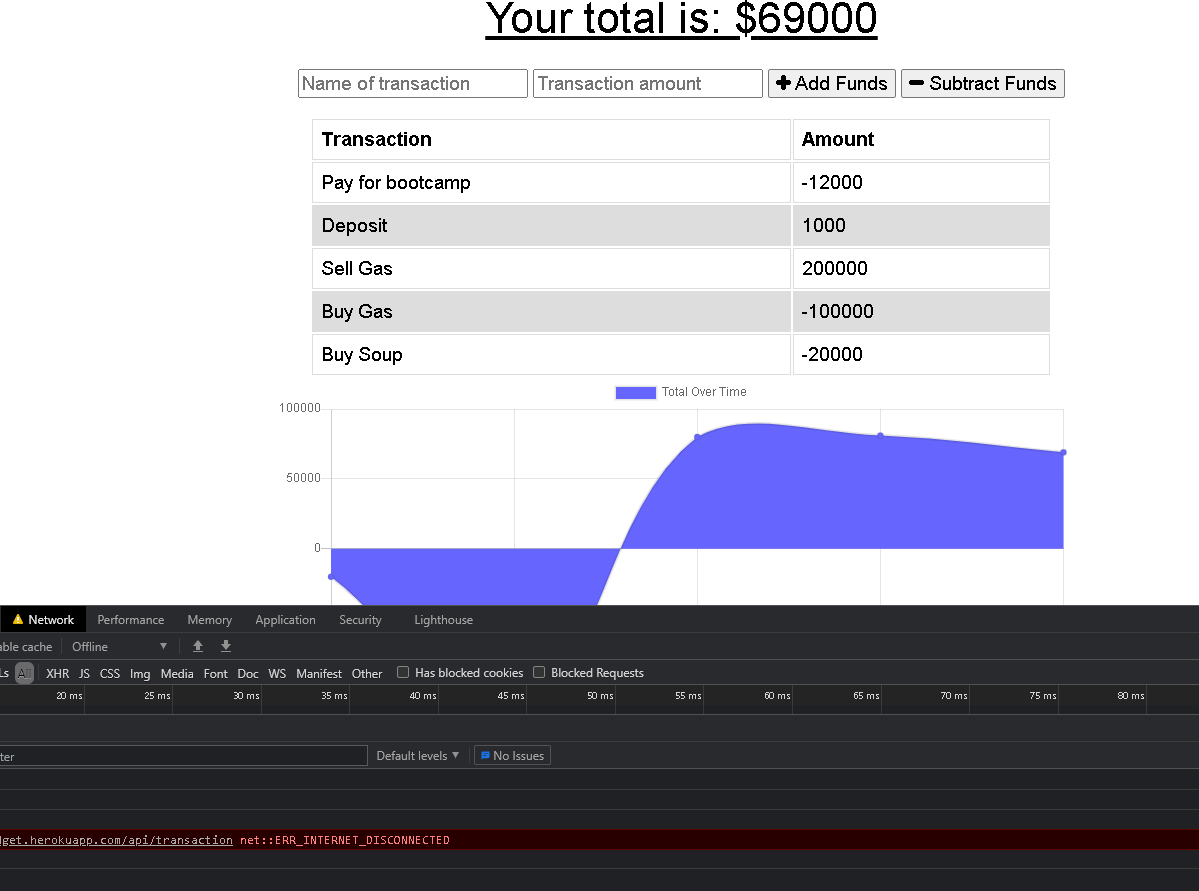 Your total is: $69000
Name of transaction Transaction amount Add Funds Subtract Funds
Transaction Amount
Pay for bootcamp -12000
Deposit 1000
Sell Gas 200000
Buy Gas -100000
Buy Soup -20000
Total Over Time
100000
50000
0
Network Performance Memory Application Security Lighthouse
able cache Offline
Ls All XHR JS CSS Img Media Font Doc WS Manifest Other Has blocked cookies Blocked Requests
20 ms 25 ms 30 ms 35 ms 40 ms 45 ms 50 ms 55 ms 60 ms 65 ms 70 ms 75 ms 80 ms
ter Default levels No Issues
dget.herokuapp.com/api/transaction net::ERR_INTERNET_DISCONNECTED